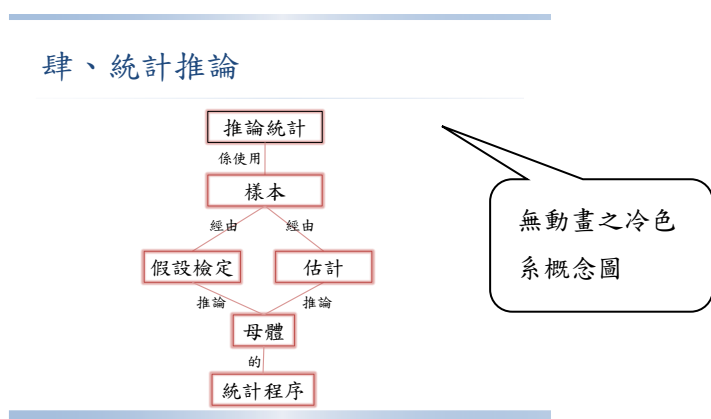 肆、統計推論
推論統計
係使用
樣本
經由 經由
假設檢定 估計
推論 推論
母體
的
統計程序
無動畫之冷色
系概念圖